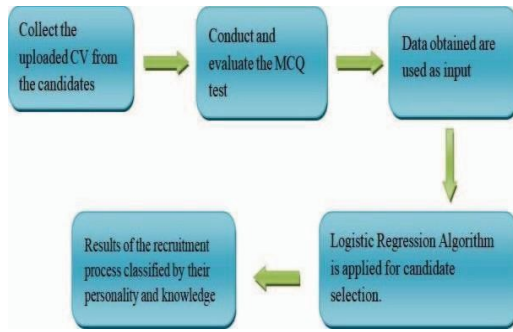 Collect the
uploaded CV from
the candidates
Conduct and
evaluate the MCQ
test
Data obtained are
used as input
Logistic Regression Algorithm
is applied for candidate
selection.
Results of the recruitment
process classified by their
personality and knowledge